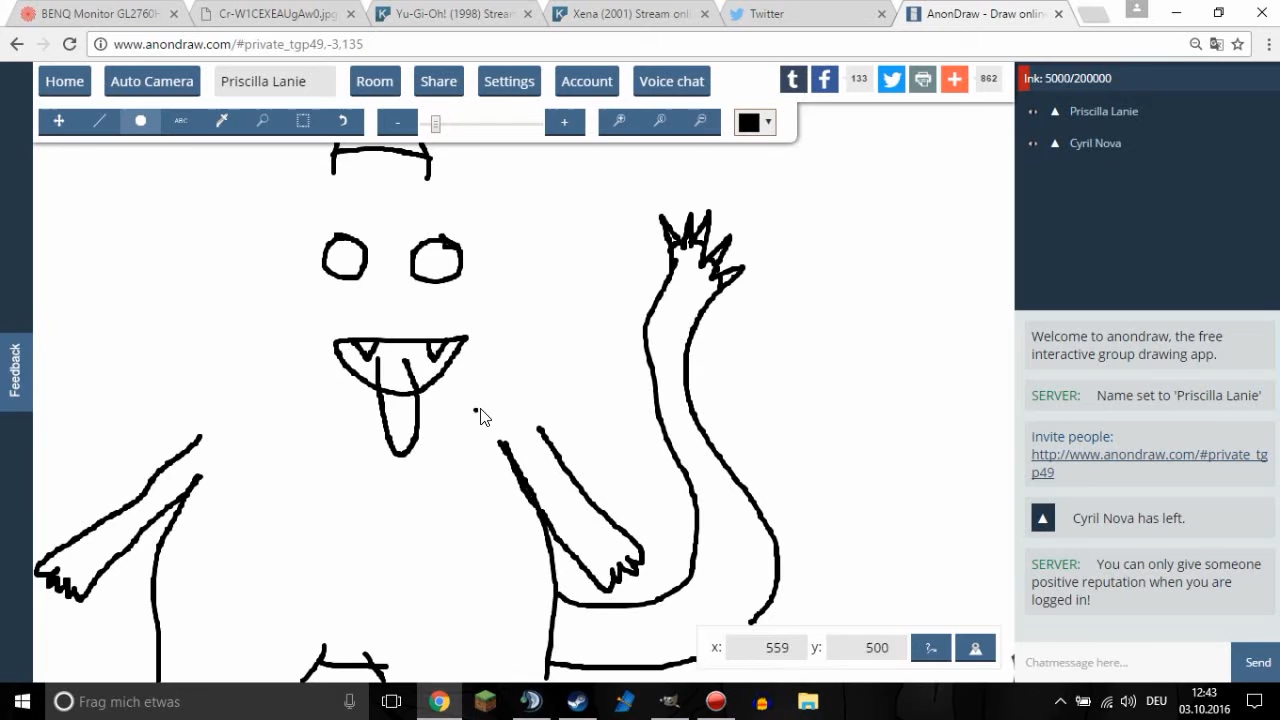 BENQ Monitor GL2760H
Cr-W1CEXEAUgAw0.jpg
Yu-Gi-Oh! (1998) Stream
Xena (2001) Stream onl
Twitter
AnonDraw - Draw online
www.anondraw.com/#private_tgp49,-3,135
Home
Auto Camera
Priscilla Lanie
Room
Share
Settings
Account
Voice chat
133
862
ABC
-
+
Ink: 5000/200000
Priscilla Lanie
Cyril Nova
Feedback
Welcome to anondraw, the free
interactive group drawing app.
SERVER: Name set to 'Priscilla Lanie'
Invite people:
http://www.anondraw.com/#private_tg
p49
Cyril Nova has left.
SERVER: You can only give someone
positive reputation when you are
logged in!
x: 559 y: 500
Chatmessage here...
Send
Frag mich etwas
DEU
12:43
03.10.2016